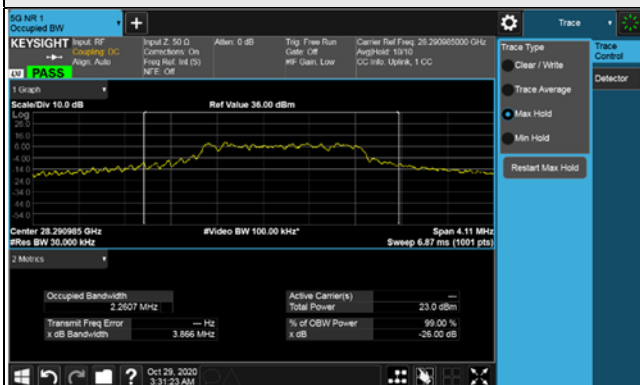 5G NR 1
Occupied BW
Trace
KEYSIGHT Input: RF
Coupling: DC
Align: Auto
Input Z: 50 Ω
Corrections: On
Freq Ref: Int (S)
NFE: Off
Atten: 0 dB
Trig: Free Run
Gate: Off
#IF Gain: Low
Carrier Ref Freq: 28.290985000 GHz
Avg|Hold: 10/10
CC Info: Uplink, 1 CC
PASS
Trace Type
Clear / Write
Trace Average
Max Hold
Min Hold
Restart Max Hold
Trace
Control
Detector
1 Graph
Scale/Div 10.0 dB
Ref Value 36.00 dBm
Log
26.0
16.0
6.00
-4.00
-14.0
-24.0
-34.0
-44.0
-54.0
Center 28.290985 GHz
#Video BW 100.00 kHz*
Span 4.11 MHz
#Res BW 30.000 kHz
Sweep 6.87 ms (1001 pts)
2 Metrics
Occupied Bandwidth
2.2607 MHz
Transmit Freq Error --- Hz
x dB Bandwidth 3.866 MHz
Active Carrier(s) ---
Total Power 23.0 dBm
% of OBW Power 99.00 %
x dB -26.00 dB
Oct 29, 2020
3:31:23 AM